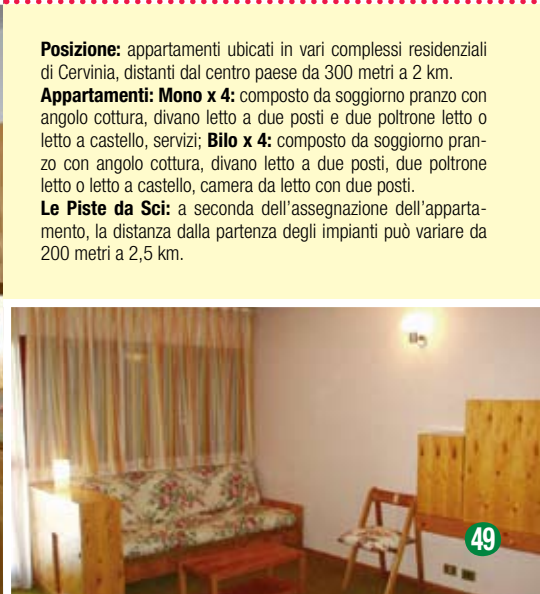 Posizione: appartamenti ubicati in vari complessi residenziali
di Cervinia, distanti dal centro paese da 300 metri a 2 km.
Appartamenti: Mono x 4: composto da soggiorno pranzo con
angolo cottura, divano letto a due posti e due poltrone letto o
letto a castello, servizi; Bilo x 4: composto da soggiorno pran-
zo con angolo cottura, divano letto a due posti, due poltrone
letto o letto a castello, camera da letto con due posti.
Le Piste da Sci: a seconda dell'assegnazione dell'apparta-
mento, la distanza dalla partenza degli impianti può variare da
200 metri a 2,5 km.
49